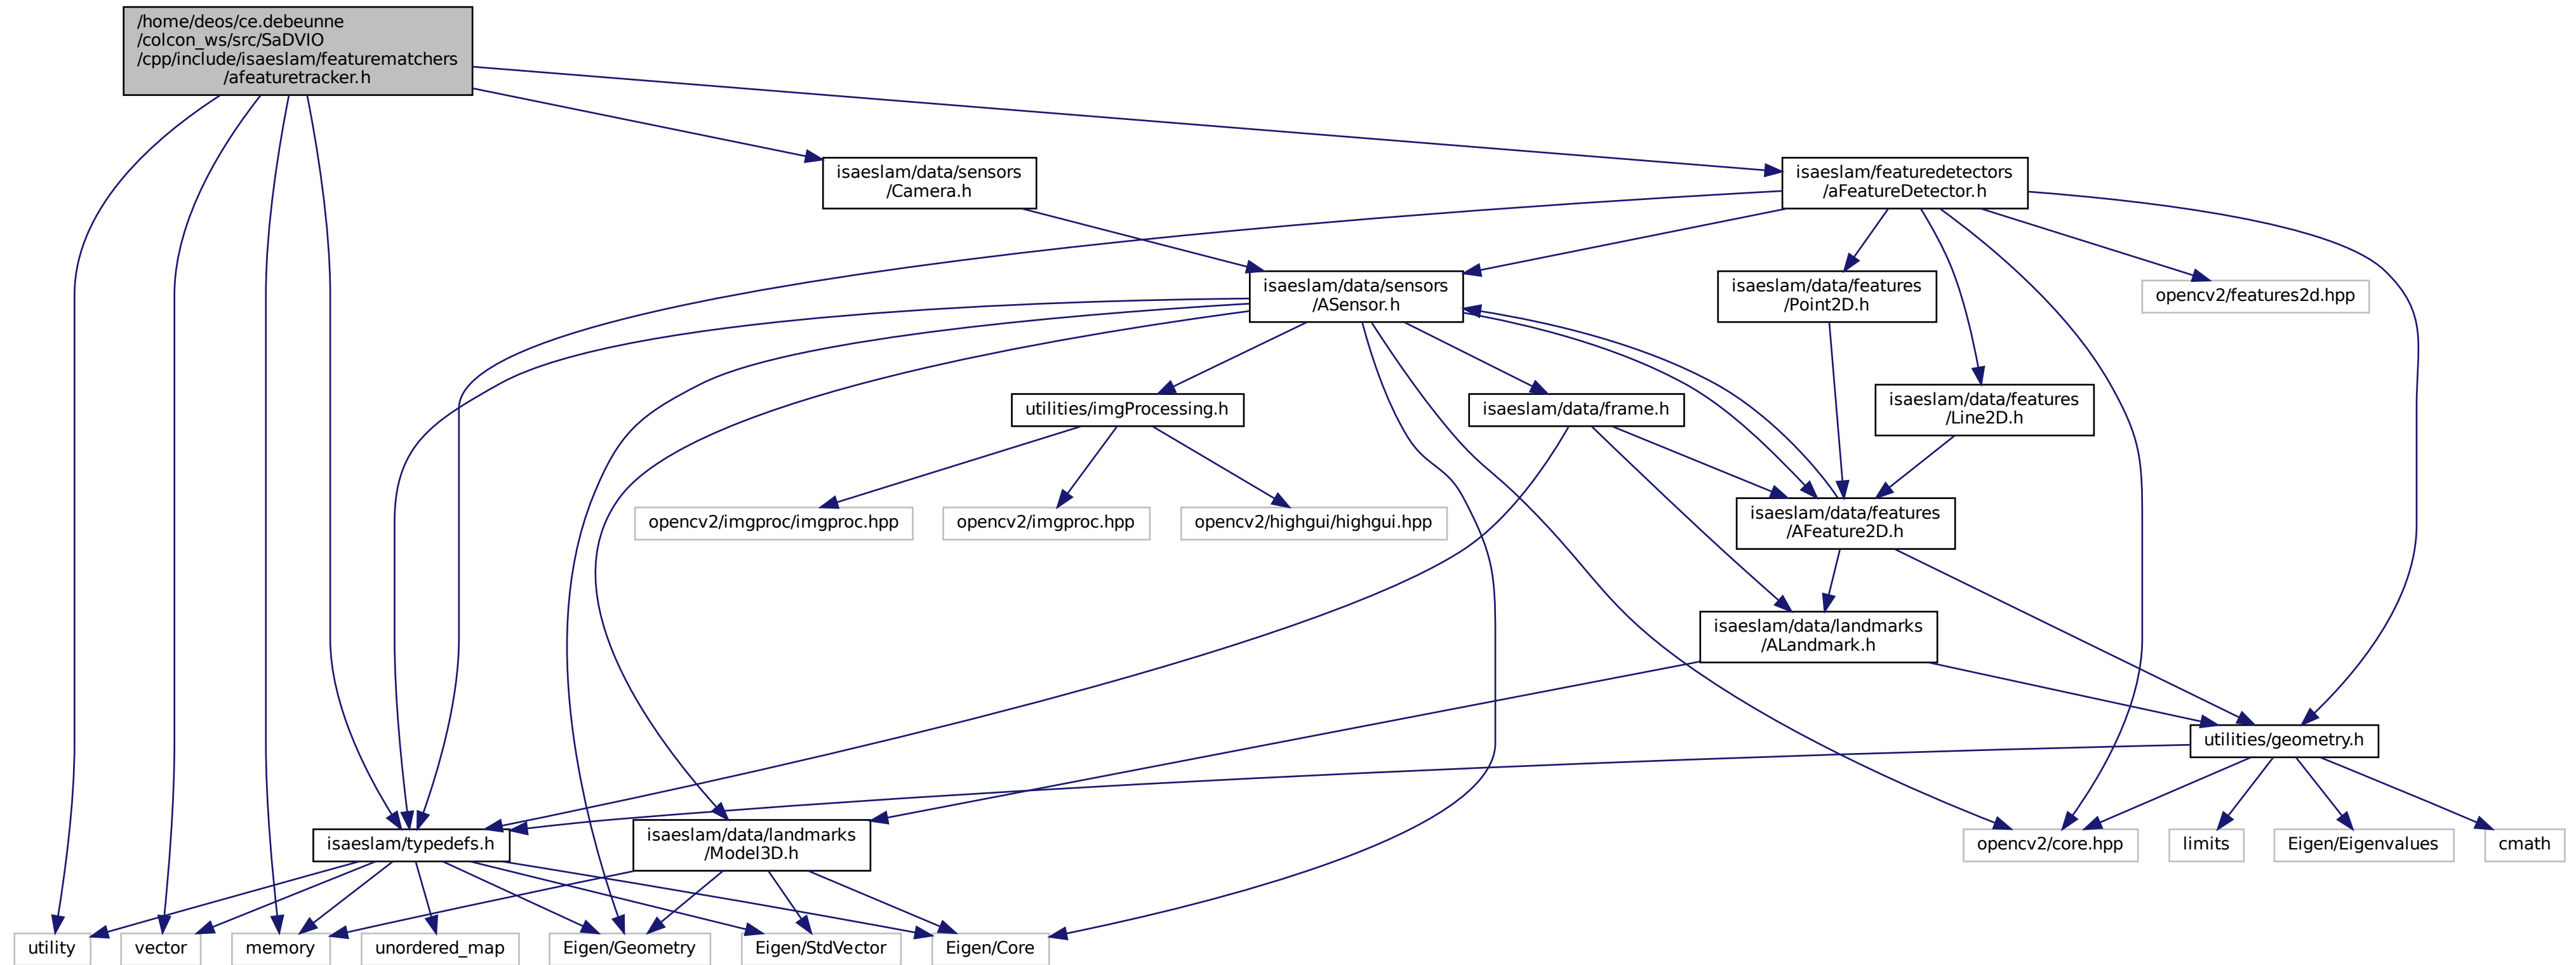 /home/deos/ce.debeunne
/colcon_ws/src/SaDVIO
/cpp/include/isaeslam/featurematchers
/afeaturetracker.h
isaeslam/data/sensors
/Camera.h
isaeslam/featuredetectors
/aFeatureDetector.h
isaeslam/data/sensors
/ASensor.h
isaeslam/data/features
/Point2D.h
opencv2/features2d.hpp
utilities/imgProcessing.h
isaeslam/data/frame.h
isaeslam/data/features
/Line2D.h
opencv2/imgproc/imgproc.hpp
opencv2/imgproc.hpp
opencv2/highgui/highgui.hpp
isaeslam/data/features
/AFeature2D.h
isaeslam/data/landmarks
/ALandmark.h
utilities/geometry.h
isaeslam/typedefs.h
isaeslam/data/landmarks
/Model3D.h
opencv2/core.hpp
limits
Eigen/Eigenvalues
cmath
utility
vector
memory
unordered_map
Eigen/Geometry
Eigen/StdVector
Eigen/Core